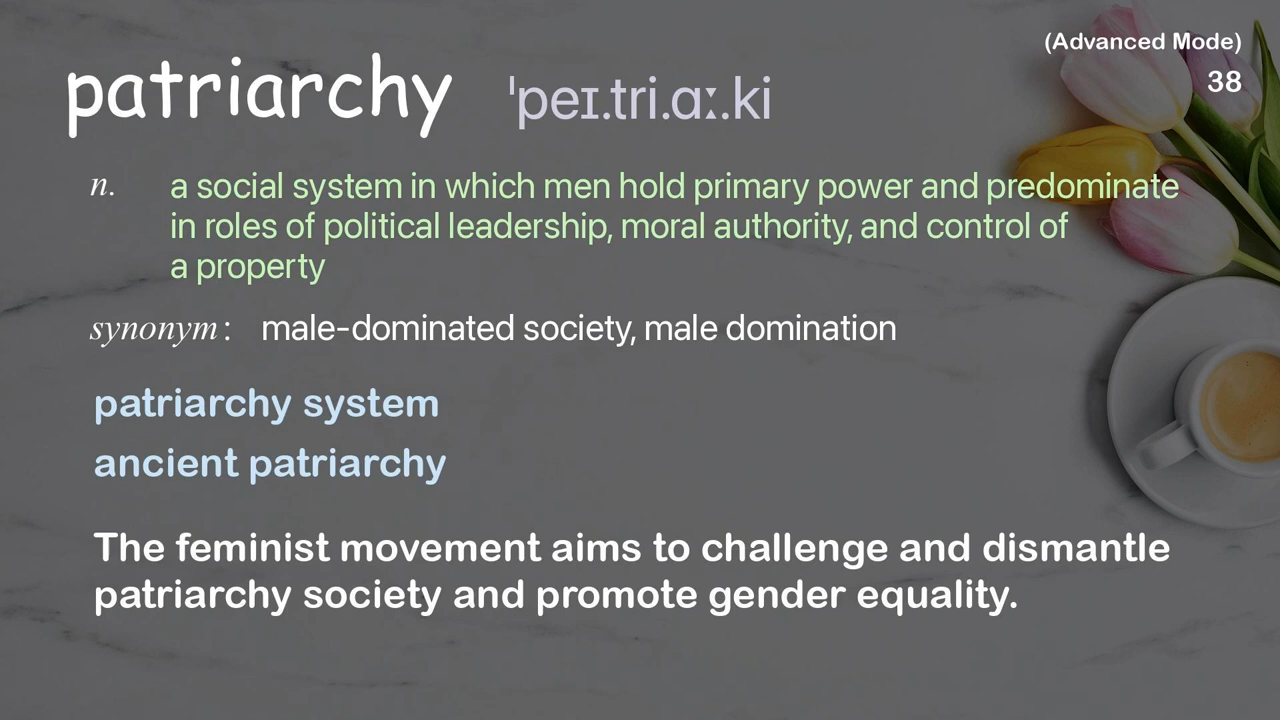 (Advanced Mode)
38
patriarchy ˈpeɪ.tri.ɑː.ki
n. a social system in which men hold primary power and predominate
in roles of political leadership, moral authority, and control of
a property
synonym: male-dominated society, male domination
patriarchy system
ancient patriarchy
The feminist movement aims to challenge and dismantle
patriarchy society and promote gender equality.